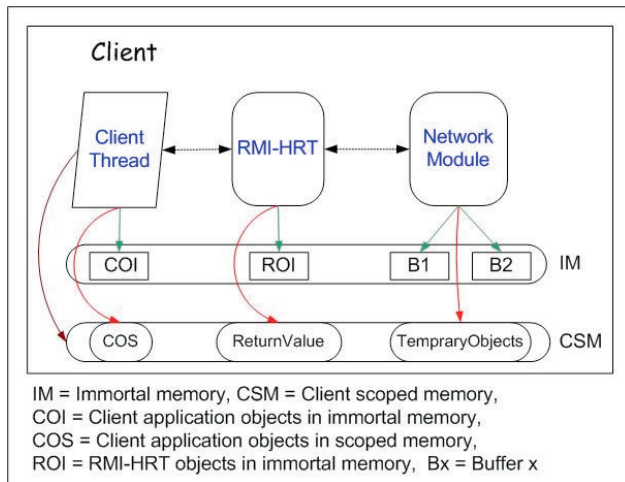 Client
Client
Thread
RMI-HRT
Network
Module
COI
ROI
B1
B2
IM
COS
ReturnValue
TempraryObjects
CSM
IM = Immortal memory, CSM = Client scoped memory,
COI = Client application objects in immortal memory,
COS = Client application objects in scoped memory,
ROI = RMI-HRT objects in immortal memory, Bx = Buffer x